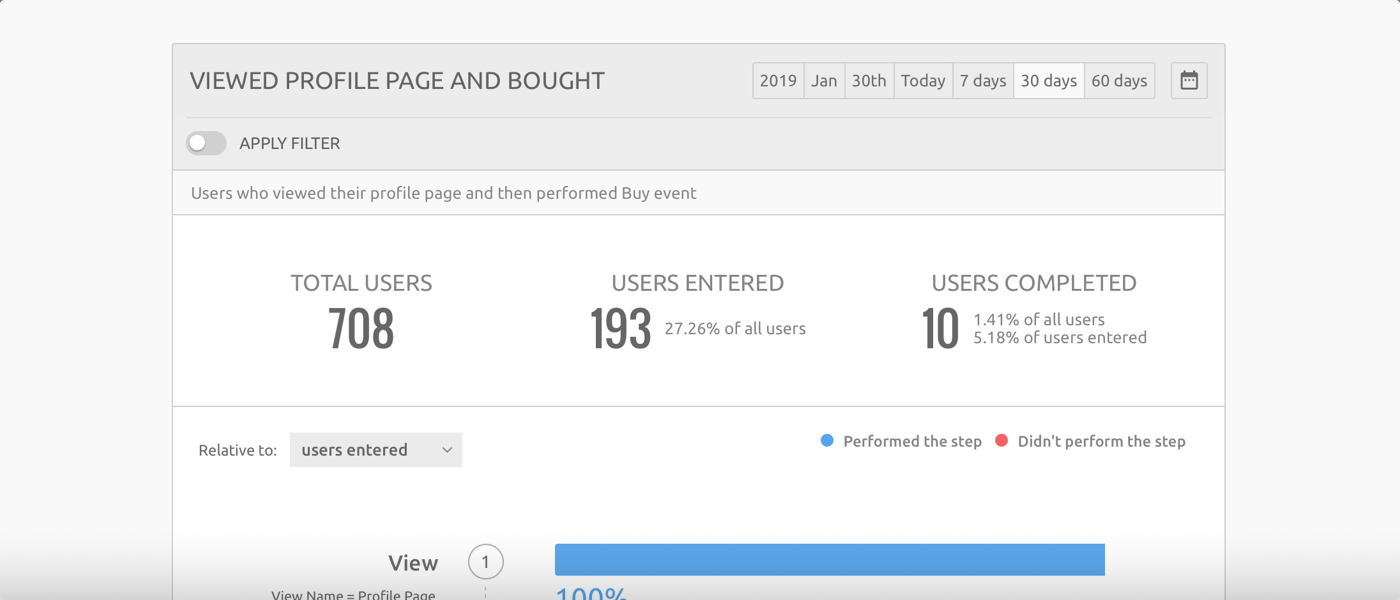 VIEWED PROFILE PAGE AND BOUGHT
2019 Jan 30th Today 7 days 30 days 60 days
APPLY FILTER
Users who viewed their profile page and then performed Buy event
TOTAL USERS
708
USERS ENTERED
193 27.26% of all users
USERS COMPLETED
10 1.41% of all users
5.18% of users entered
Relative to: users entered
Performed the step Didn't perform the step
View 1
View Name = Profile Page
100%